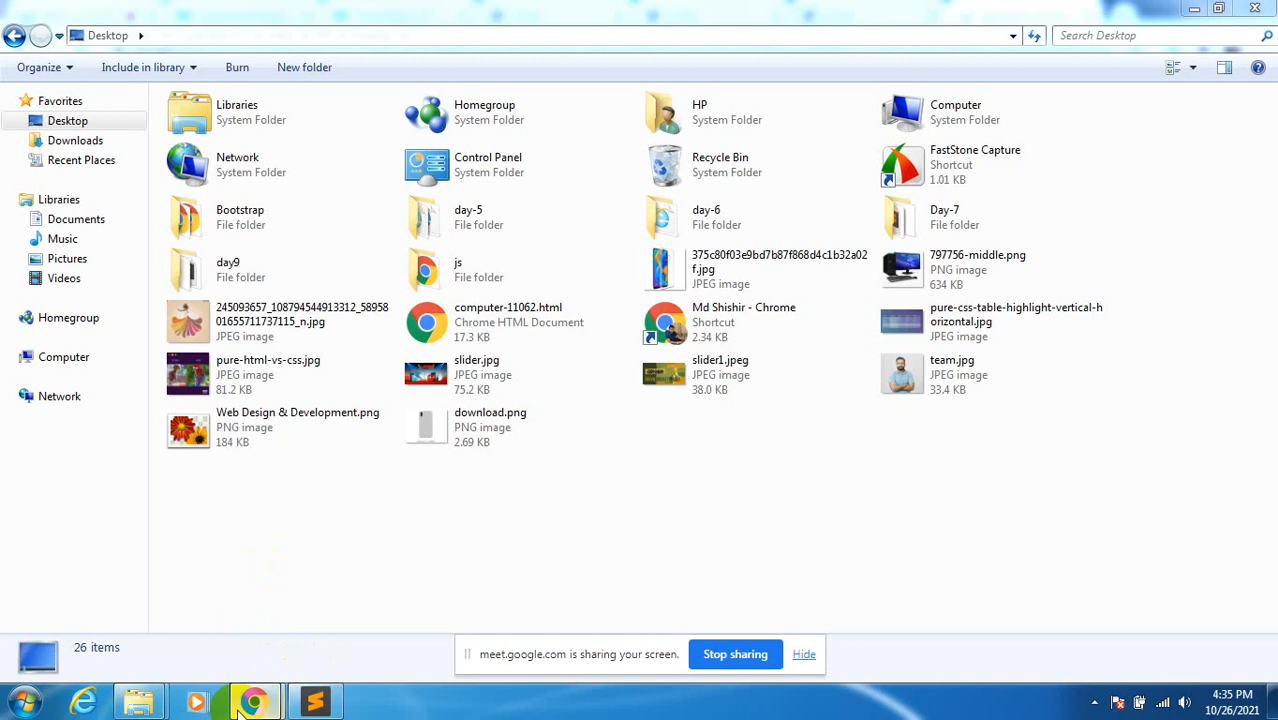 Desktop
Search Desktop
Organize
Include in library
Burn
New folder
Favorites
Desktop
Downloads
Recent Places
Libraries
Documents
Music
Pictures
Videos
Homegroup
Computer
Network
Libraries
System Folder
Homegroup
System Folder
HP
System Folder
Computer
System Folder
Network
System Folder
Control Panel
System Folder
Recycle Bin
System Folder
FastStone Capture
Shortcut
1.01 KB
Bootstrap
File folder
day-5
File folder
day-6
File folder
Day-7
File folder
day9
File folder
js
File folder
375c80f03e9bd7b87f868d4c1b32a02
f.jpg
JPEG image
797756-middle.png
PNG image
634 KB
245093657_108794544913312_58958
01655711737115_n.jpg
JPEG image
computer-11062.html
Chrome HTML Document
17.3 KB
Md Shishir - Chrome
Shortcut
2.34 KB
pure-css-table-highlight-vertical-h
orizontal.jpg
JPEG image
pure-html-vs-css.jpg
JPEG image
81.2 KB
slider.jpg
JPEG image
75.2 KB
slider1.jpeg
JPEG image
38.0 KB
team.jpg
JPEG image
33.4 KB
Web Design & Development.png
PNG image
184 KB
download.png
PNG image
2.69 KB
26 items
meet.google.com is sharing your screen.
Stop sharing
Hide
4:35 PM
10/26/2021